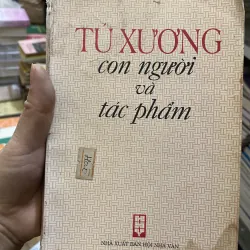 TÚ XƯƠNG
con người
và
tác phẩm
NHÀ XUẤT BẢN HỘI NHÀ VĂN